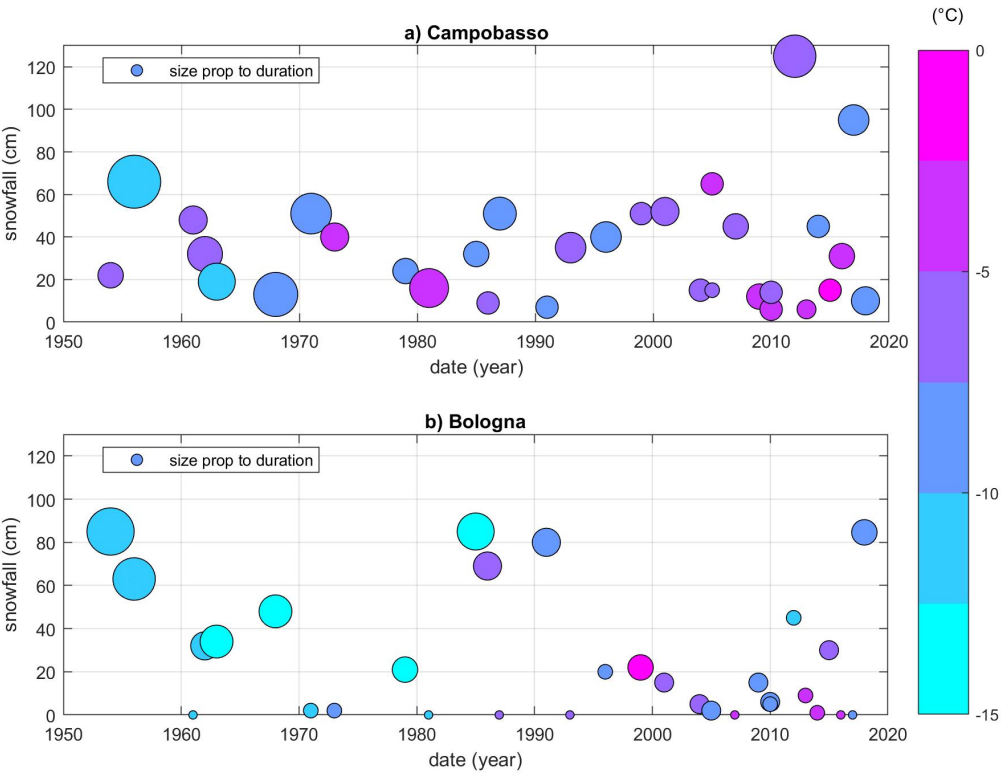 (°C)
a) Campobasso
size prop to duration
snowfall (cm)
120
100
80
60
40
20
0
1950 1960 1970 1980 1990 2000 2010 2020
date (year)
b) Bologna
size prop to duration
snowfall (cm)
120
100
80
60
40
20
0
1950 1960 1970 1980 1990 2000 2010 2020
date (year)
0
-5
-10
-15